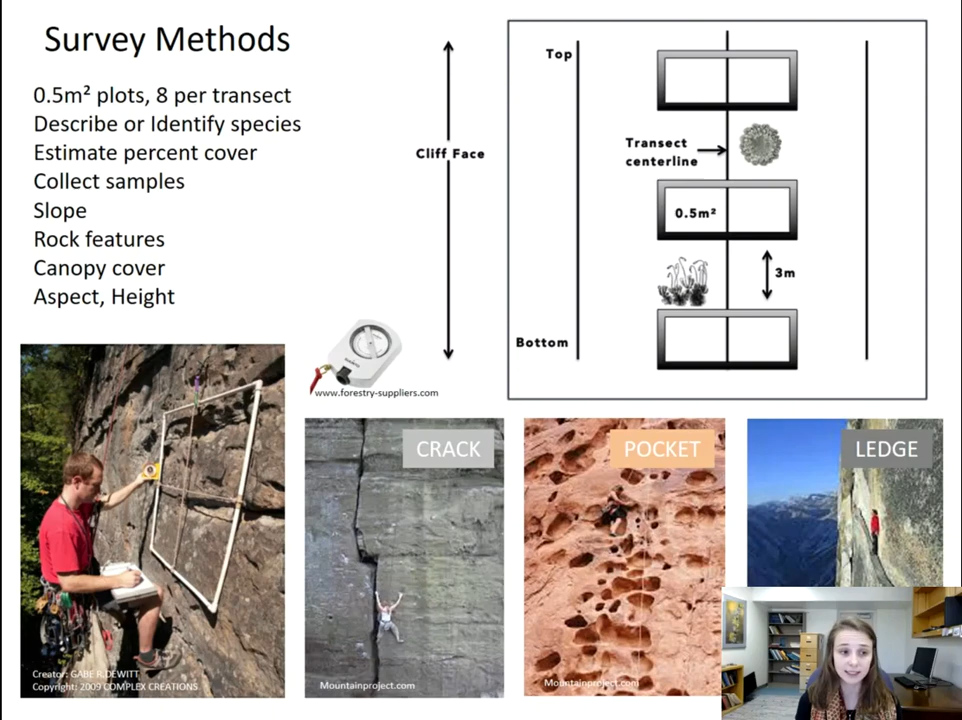 Survey Methods
0.5m² plots, 8 per transect
Describe or Identify species
Estimate percent cover
Collect samples
Slope
Rock features
Canopy cover
Aspect, Height
Cliff Face
www.forestry-suppliers.com
Top
Transect
centerline
0.5m²
3m
Bottom
Creator: GABE R.DEWITT
Copyright: 2009 COMPLEX CREATIONS
CRACK
Mountainproject.com
POCKET
Mountainproject.com
LEDGE